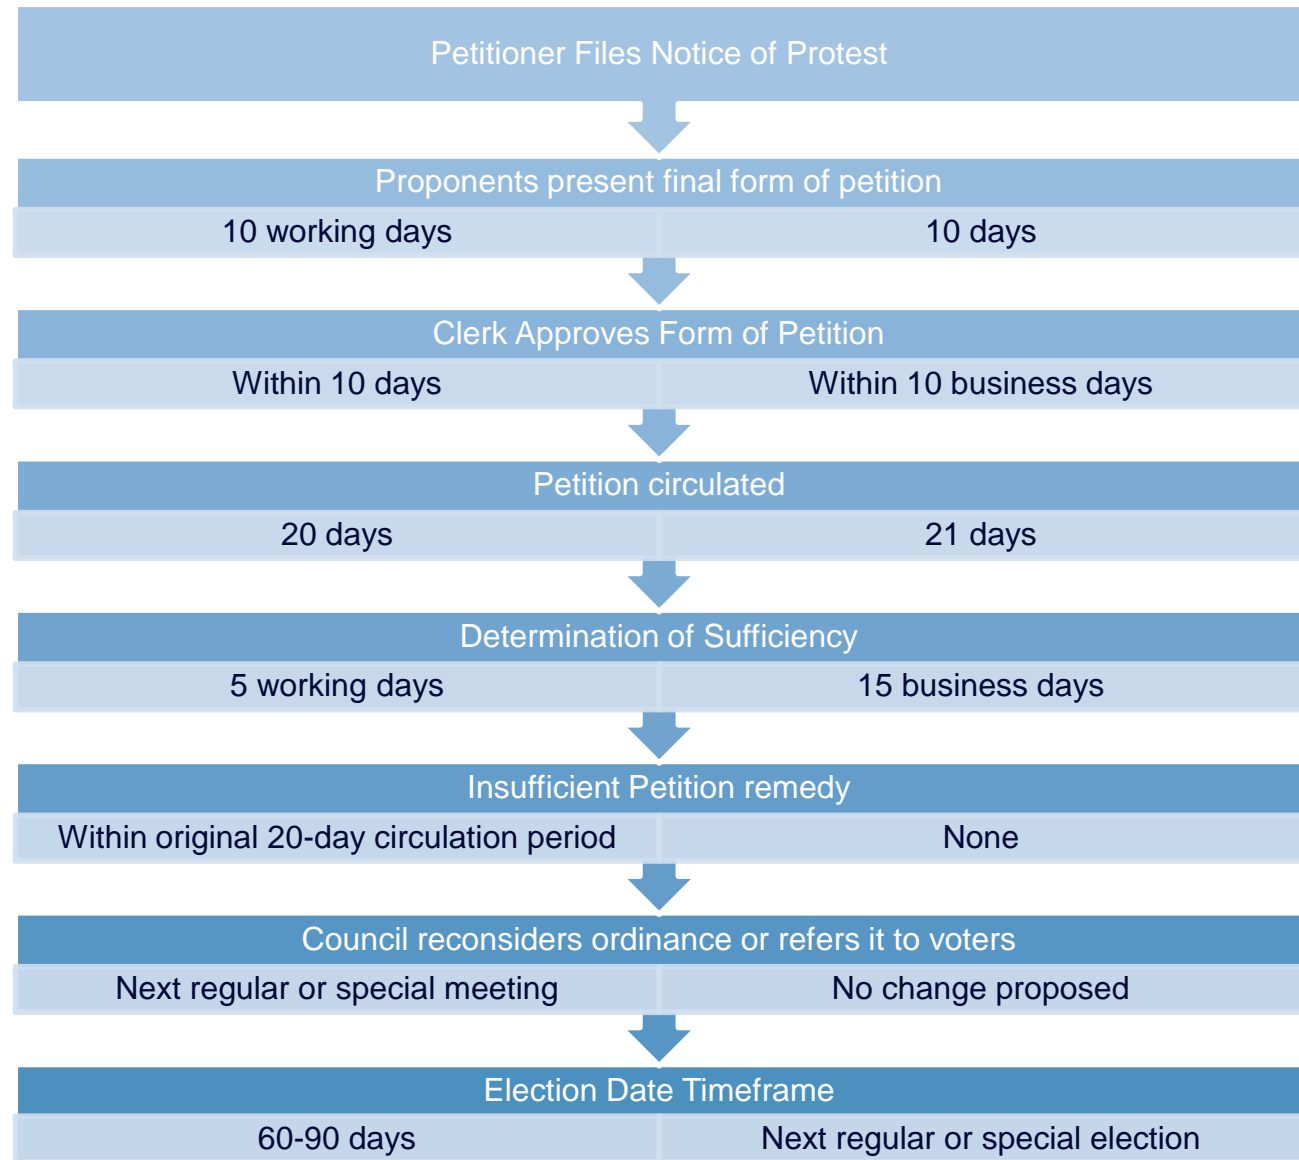 Petitioner Files Notice of Protest
Proponents present final form of petition
10 working days
10 days
Clerk Approves Form of Petition
Within 10 days
Within 10 business days
Petition circulated
20 days
21 days
Determination of Sufficiency
5 working days
15 business days
Insufficient Petition remedy
Within original 20-day circulation period
None
Council reconsiders ordinance or refers it to voters
Next regular or special meeting
No change proposed
Election Date Timeframe
60-90 days
Next regular or special election